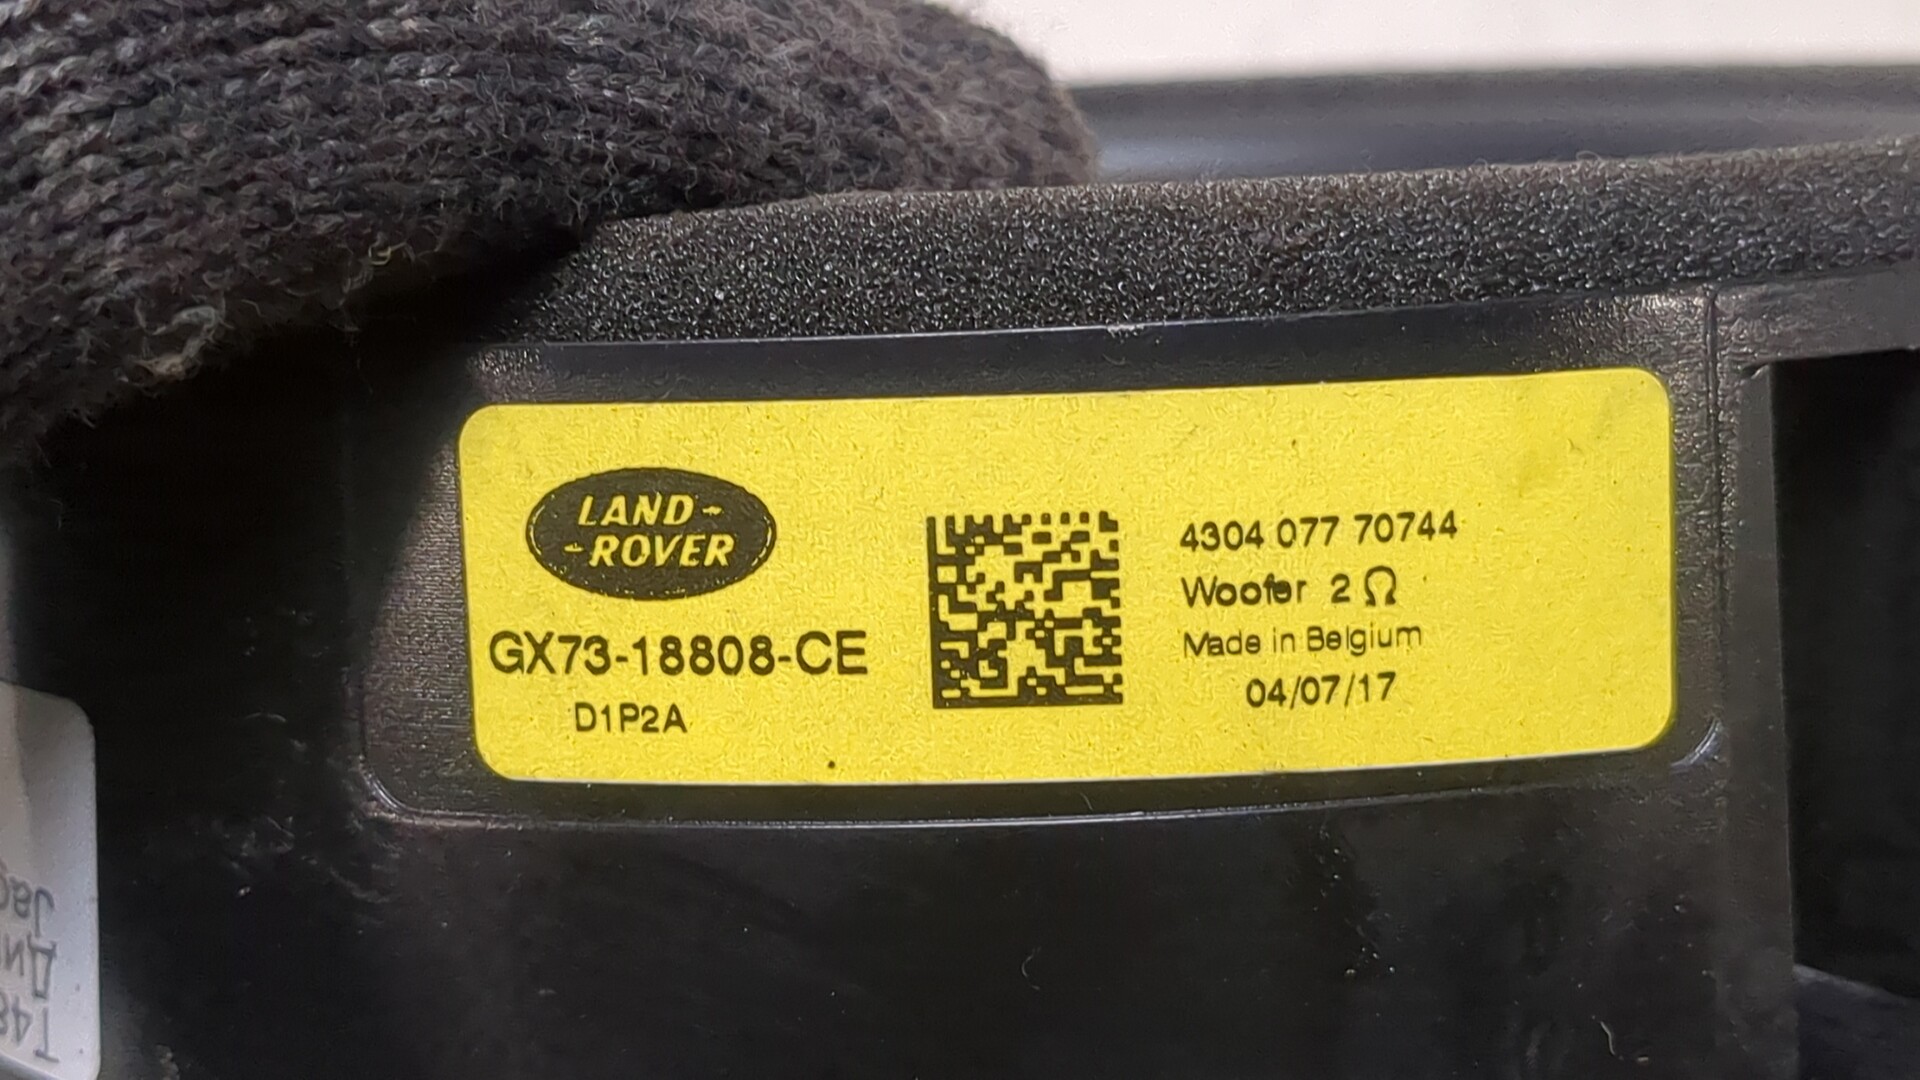 LAND-
-ROVER
GX73-18808-CE
D1P2A
4304 077 70744
Woofer 2 Ω
Made in Belgium
04/07/17